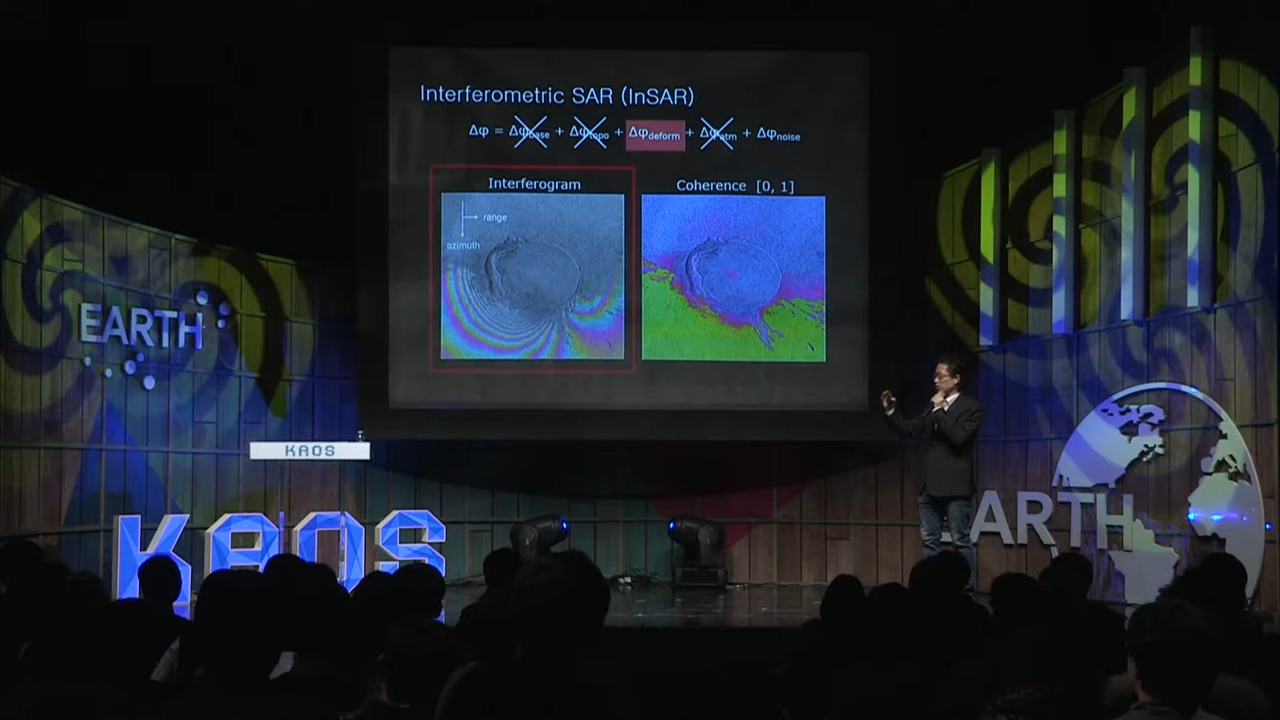 Interferometric SAR (InSAR)
Δφ = Δφbase + Δφtopo + Δφdeform + Δφatm + Δφnoise
Interferogram
Coherence [0, 1]
range
azimuth
EARTH
KAOS
KAOS
EARTH